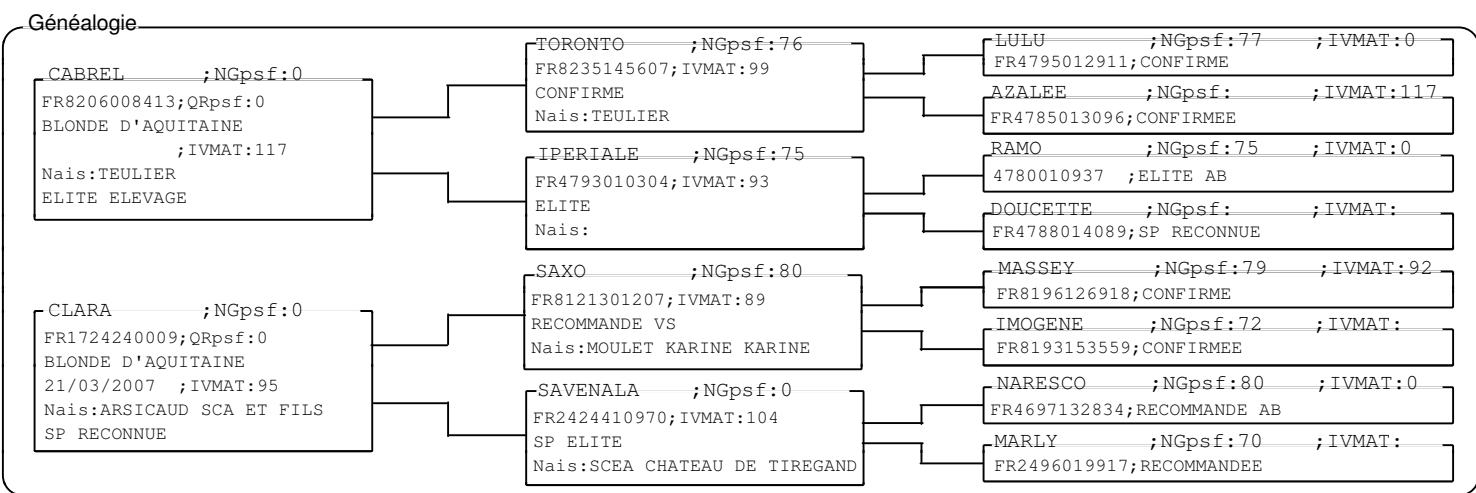 Généalogie
CABREL ;NGpsf:0
FR8206008413;QRpsf:0
BLONDE D'AQUITAINE
;IVMAT:117
Nais:TEULIER
ELITE ELEVAGE
CLARA ;NGpsf:0
FR1724240009;QRpsf:0
BLONDE D'AQUITAINE
21/03/2007 ;IVMAT:95
Nais:ARSICAUD SCA ET FILS
SP RECONNUE
TORONTO ;NGpsf:76
FR8235145607;IVMAT:99
CONFIRME
Nais:TEULIER
IPERIALE ;NGpsf:75
FR4793010304;IVMAT:93
ELITE
Nais:
SAXO ;NGpsf:80
FR8121301207;IVMAT:89
RECOMMANDE VS
Nais:MOULET KARINE KARINE
SAVENALA ;NGpsf:0
FR2424410970;IVMAT:104
SP ELITE
Nais:SCEA CHATEAU DE TIREGAND
LULU ;NGpsf:77 ;IVMAT:0
FR4795012911;CONFIRME
AZALEE ;NGpsf: ;IVMAT:117
FR4785013096;CONFIRMEE
RAMO ;NGpsf:75 ;IVMAT:0
4780010937 ;ELITE AB
DOUCETTE ;NGpsf: ;IVMAT:
FR4788014089;SP RECONNUE
MASSEY ;NGpsf:79 ;IVMAT:92
FR8196126918;CONFIRME
IMOGENE ;NGpsf:72 ;IVMAT:
FR8193153559;CONFIRMEE
NARESCO ;NGpsf:80 ;IVMAT:0
FR4697132834;RECOMMANDE AB
MARLY ;NGpsf:70 ;IVMAT:
FR2496019917;RECOMMANDEE